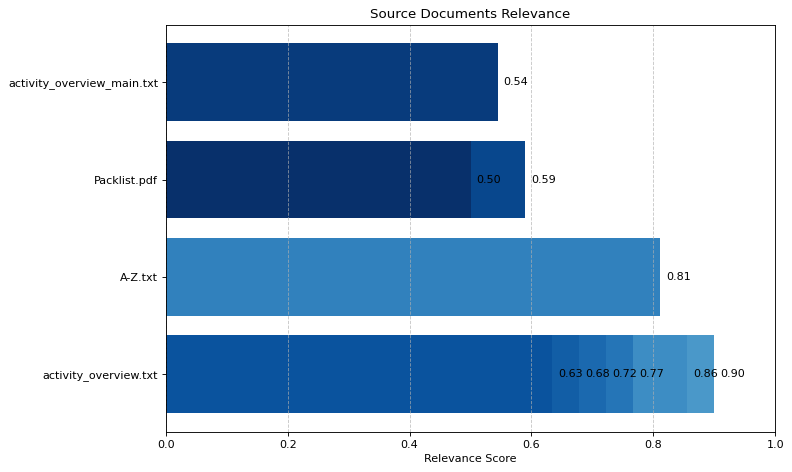 Source Documents Relevance
activity_overview_main.txt
0.54
Packlist.pdf
0.50
0.59
A-Z.txt
0.81
activity_overview.txt
0.63
0.68
0.72
0.77
0.86
0.90
0.0
0.2
0.4
0.6
0.8
1.0
Relevance Score